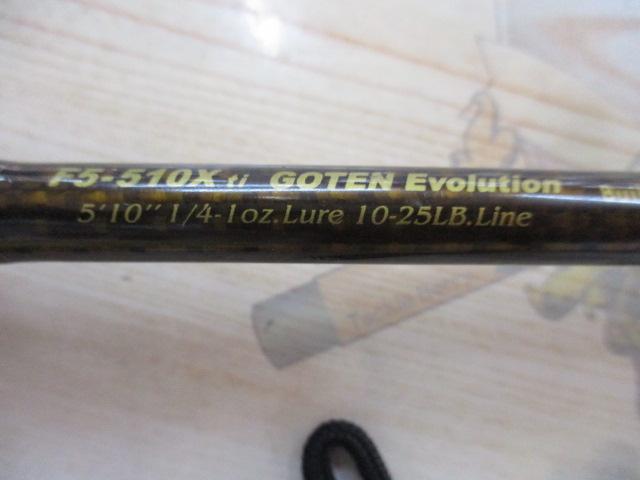 F5-510X ti GOTEN Evolution
5'10" 1/4-1oz.Lure 10-25LB.Line